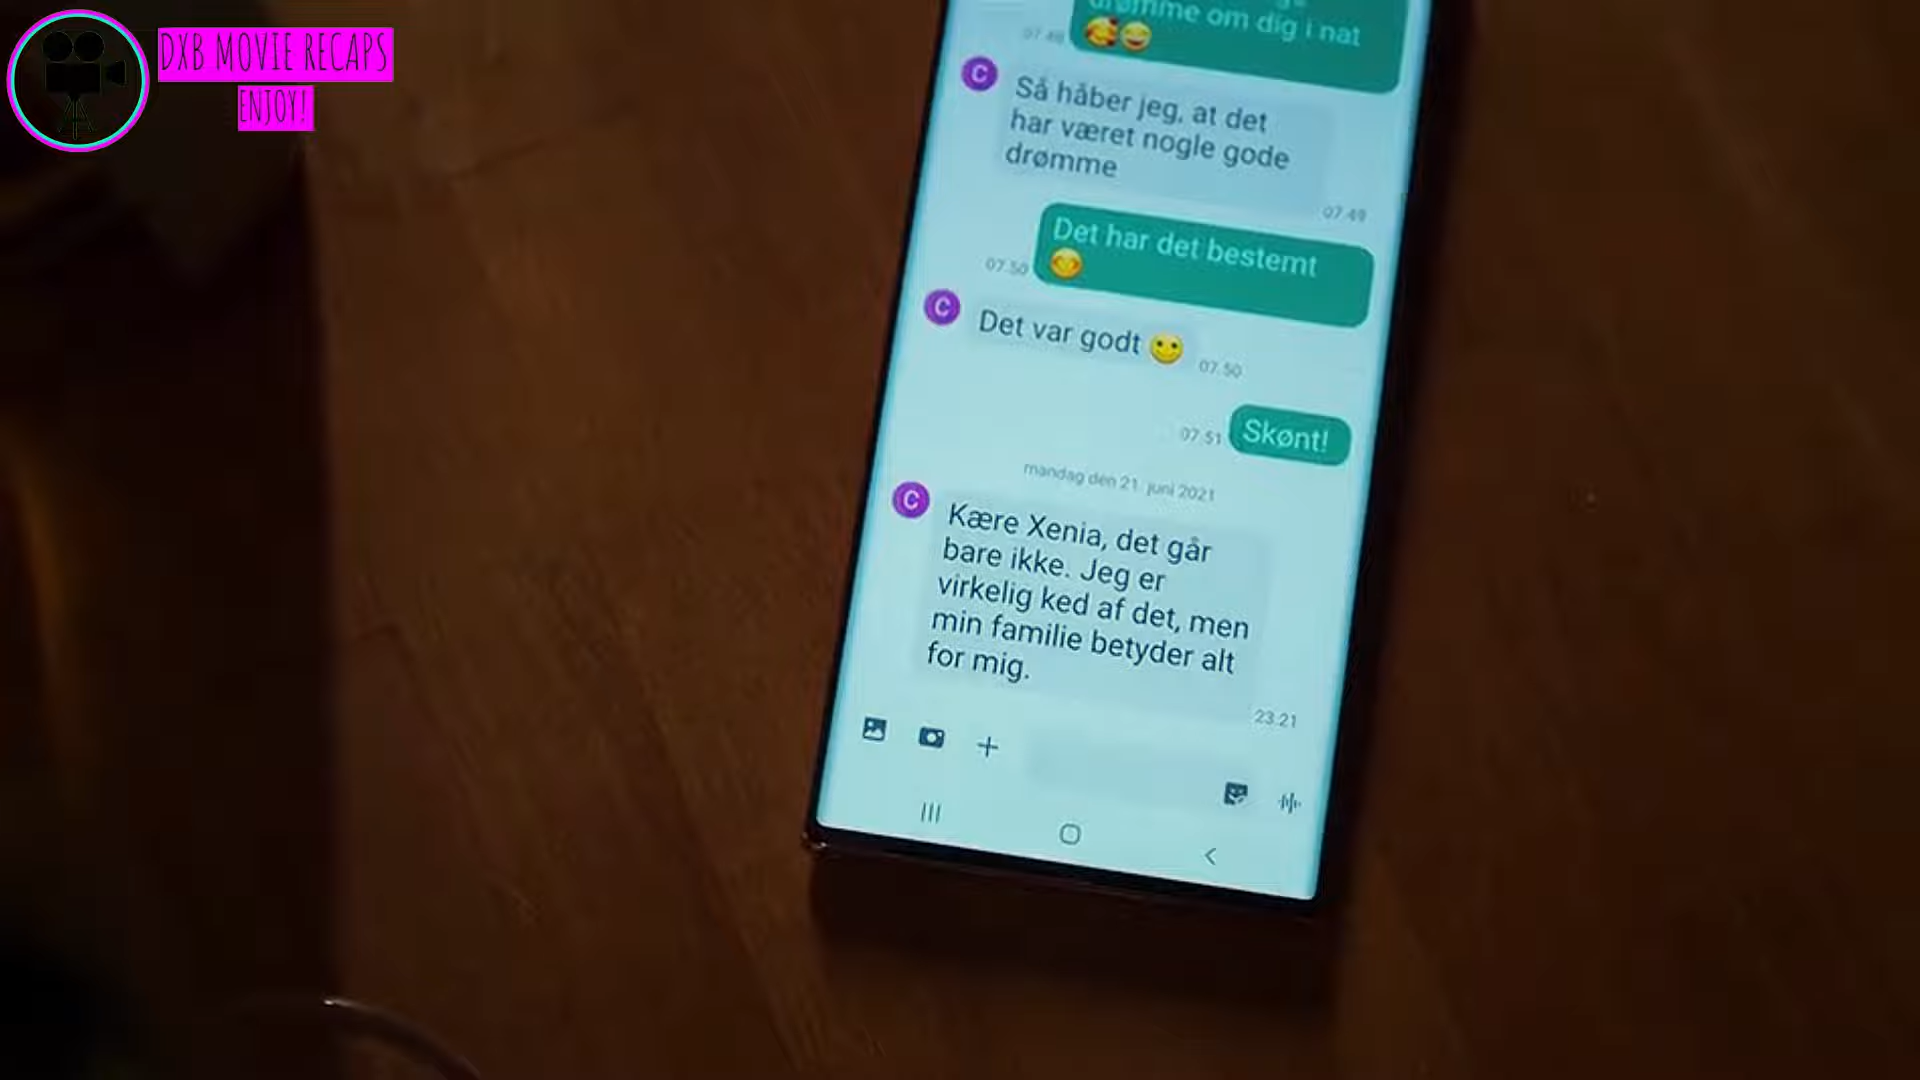 DXB MOVIE RECAPS
ENJOY!
drømme om dig i nat
07.48
C
Så håber jeg, at det
har været nogle gode
drømme
07.49
Det har det bestemt
07.50
C
Det var godt
07.50
Skønt!
07.51
mandag den 21. juni 2021
C
Kære Xenia, det går
bare ikke. Jeg er
virkelig ked af det, men
min familie betyder alt
for mig.
23.21